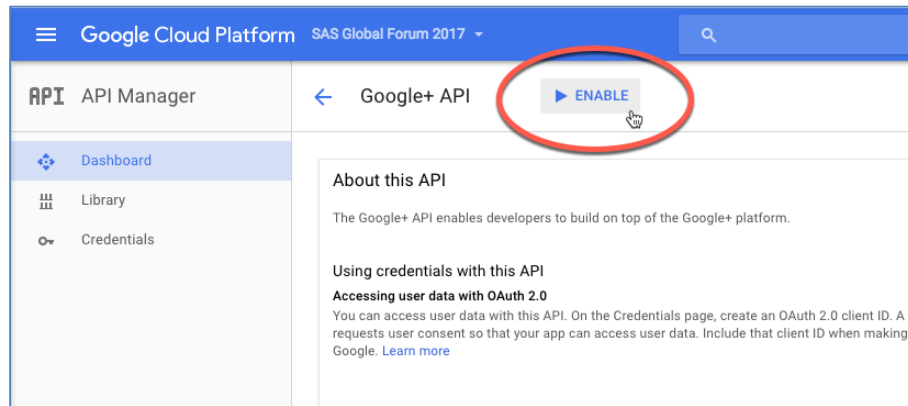 Google Cloud Platform SAS Global Forum 2017
API API Manager
Google+ API
ENABLE
Dashboard
Library
Credentials
About this API
The Google+ API enables developers to build on top of the Google+ platform.
Using credentials with this API
Accessing user data with OAuth 2.0
You can access user data with this API. On the Credentials page, create an OAuth 2.0 client ID. A
requests user consent so that your app can access user data. Include that client ID when making
Google. Learn more